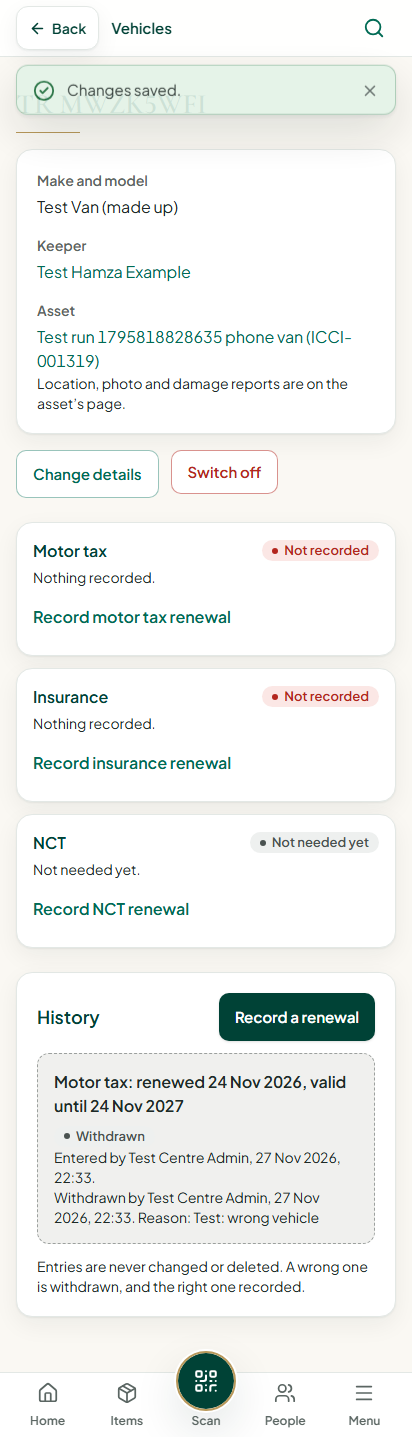 Back
Vehicles
Changes saved.
Make and model
Test Van (made up)
Keeper
Test Hamza Example
Asset
Test run 1795818828635 phone van (ICCI-
001319)
Location, photo and damage reports are on the
asset's page.
Change details
Switch off
Motor tax
Not recorded
Nothing recorded.
Record motor tax renewal
Insurance
Not recorded
Nothing recorded.
Record insurance renewal
NCT
Not needed yet
Not needed yet.
Record NCT renewal
History
Record a renewal
Motor tax: renewed 24 Nov 2026, valid
until 24 Nov 2027
Withdrawn
Entered by Test Centre Admin, 27 Nov 2026,
22:33.
Withdrawn by Test Centre Admin, 27 Nov
2026, 22:33. Reason: Test: wrong vehicle
Entries are never changed or deleted. A wrong one
is withdrawn, and the right one recorded.
Home
Items
Scan
People
Menu